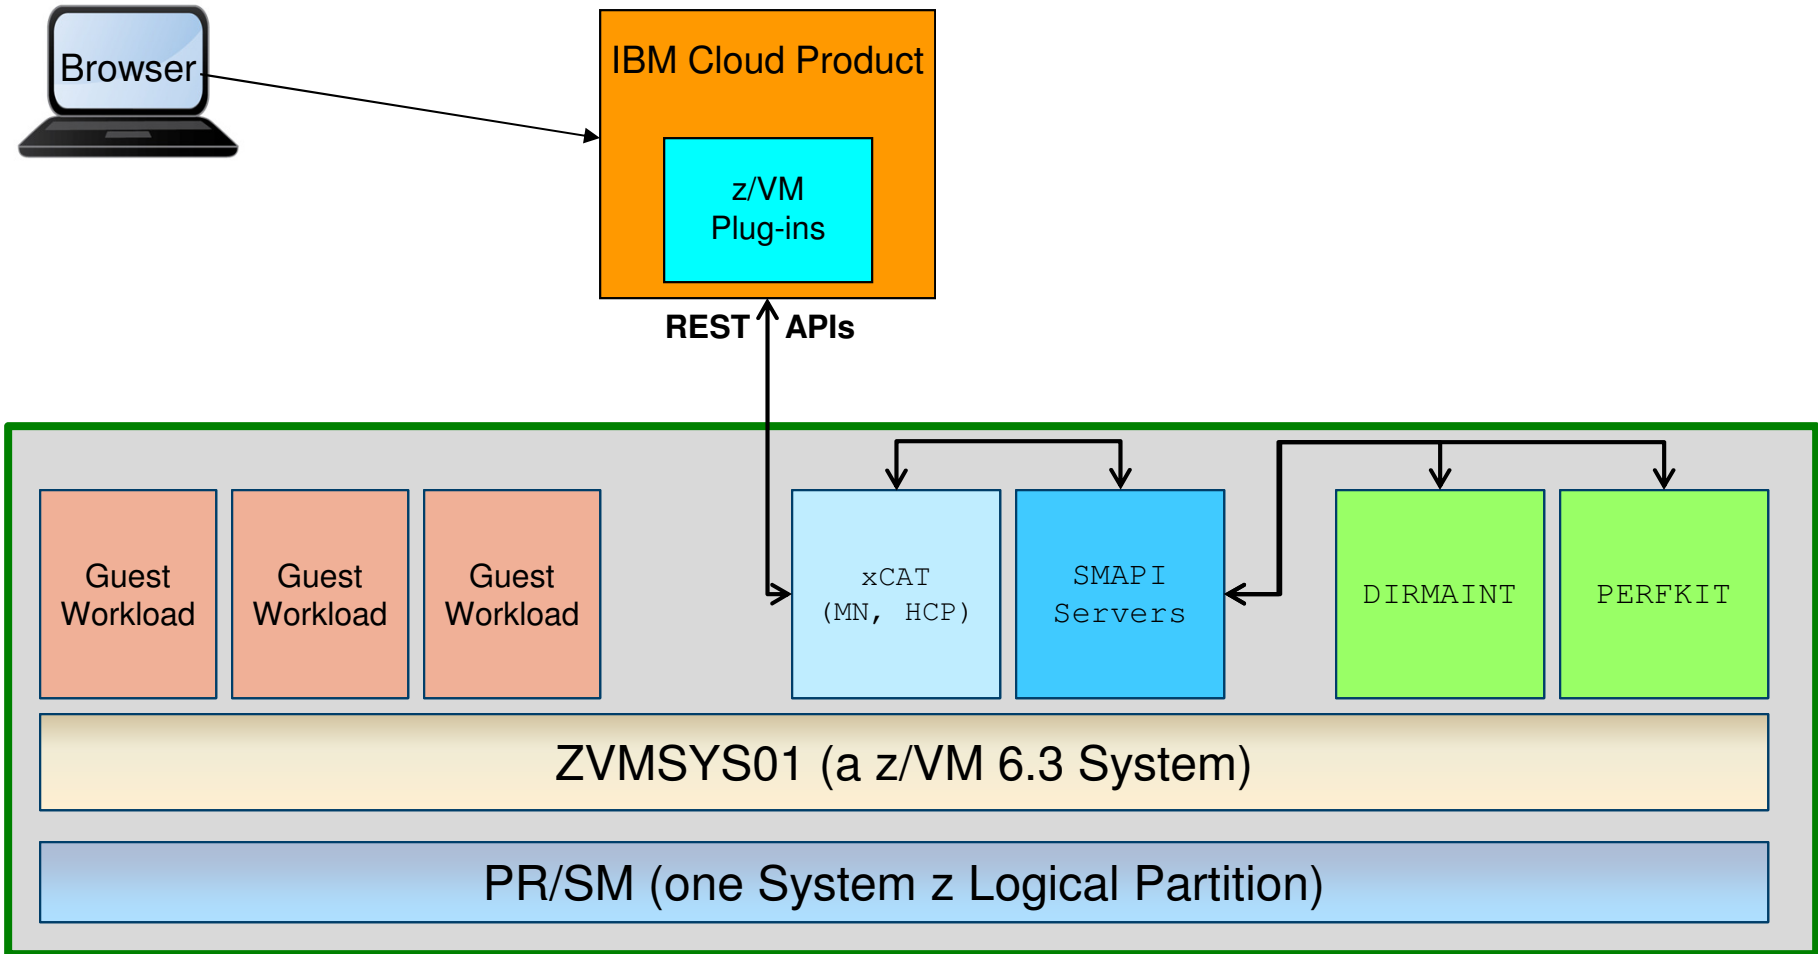 Browser
IBM Cloud Product
z/VM
Plug-ins
REST APIs
Guest
Workload
Guest
Workload
Guest
Workload
xCAT
(MN, HCP)
SMAPI
Servers
DIRMAINT
PERFKIT
ZVMSYS01 (a z/VM 6.3 System)
PR/SM (one System z Logical Partition)